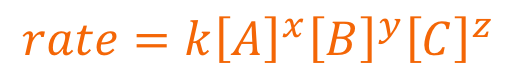 rate = k[A]ˣ[B]ʸ[C]ᶻ